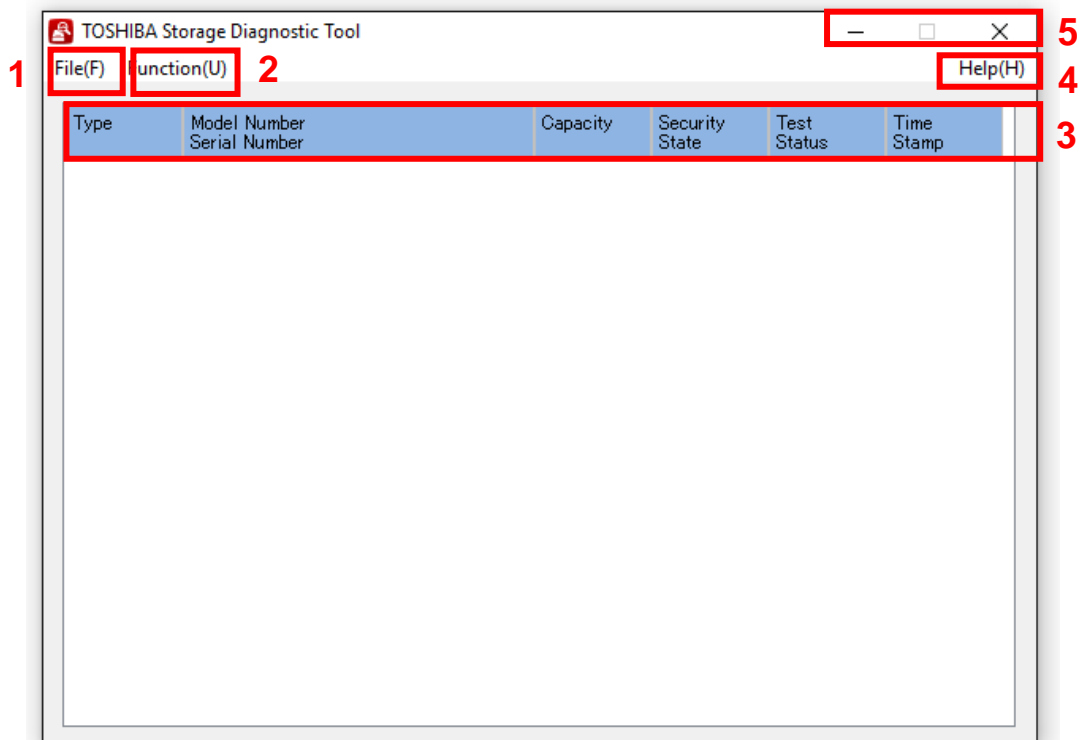 TOSHIBA Storage Diagnostic Tool
5
1
File(F) Function(U)
2
Help(H)
4
Type Model Number Capacity Security Test Time
Serial Number State Status Stamp
3